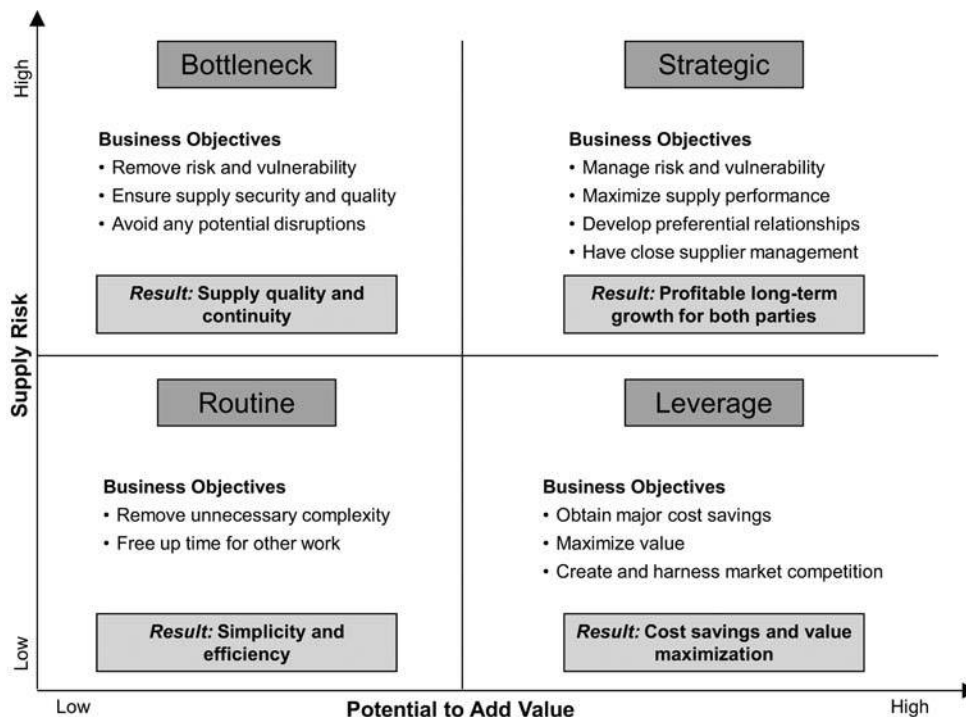 High
Supply Risk
Low
Bottleneck
Business Objectives
• Remove risk and vulnerability
• Ensure supply security and quality
• Avoid any potential disruptions
Result: Supply quality and
continuity
Strategic
Business Objectives
• Manage risk and vulnerability
• Maximize supply performance
• Develop preferential relationships
• Have close supplier management
Result: Profitable long-term
growth for both parties
Routine
Business Objectives
• Remove unnecessary complexity
• Free up time for other work
Result: Simplicity and
efficiency
Leverage
Business Objectives
• Obtain major cost savings
• Maximize value
• Create and harness market competition
Result: Cost savings and value
maximization
Low
Potential to Add Value
High